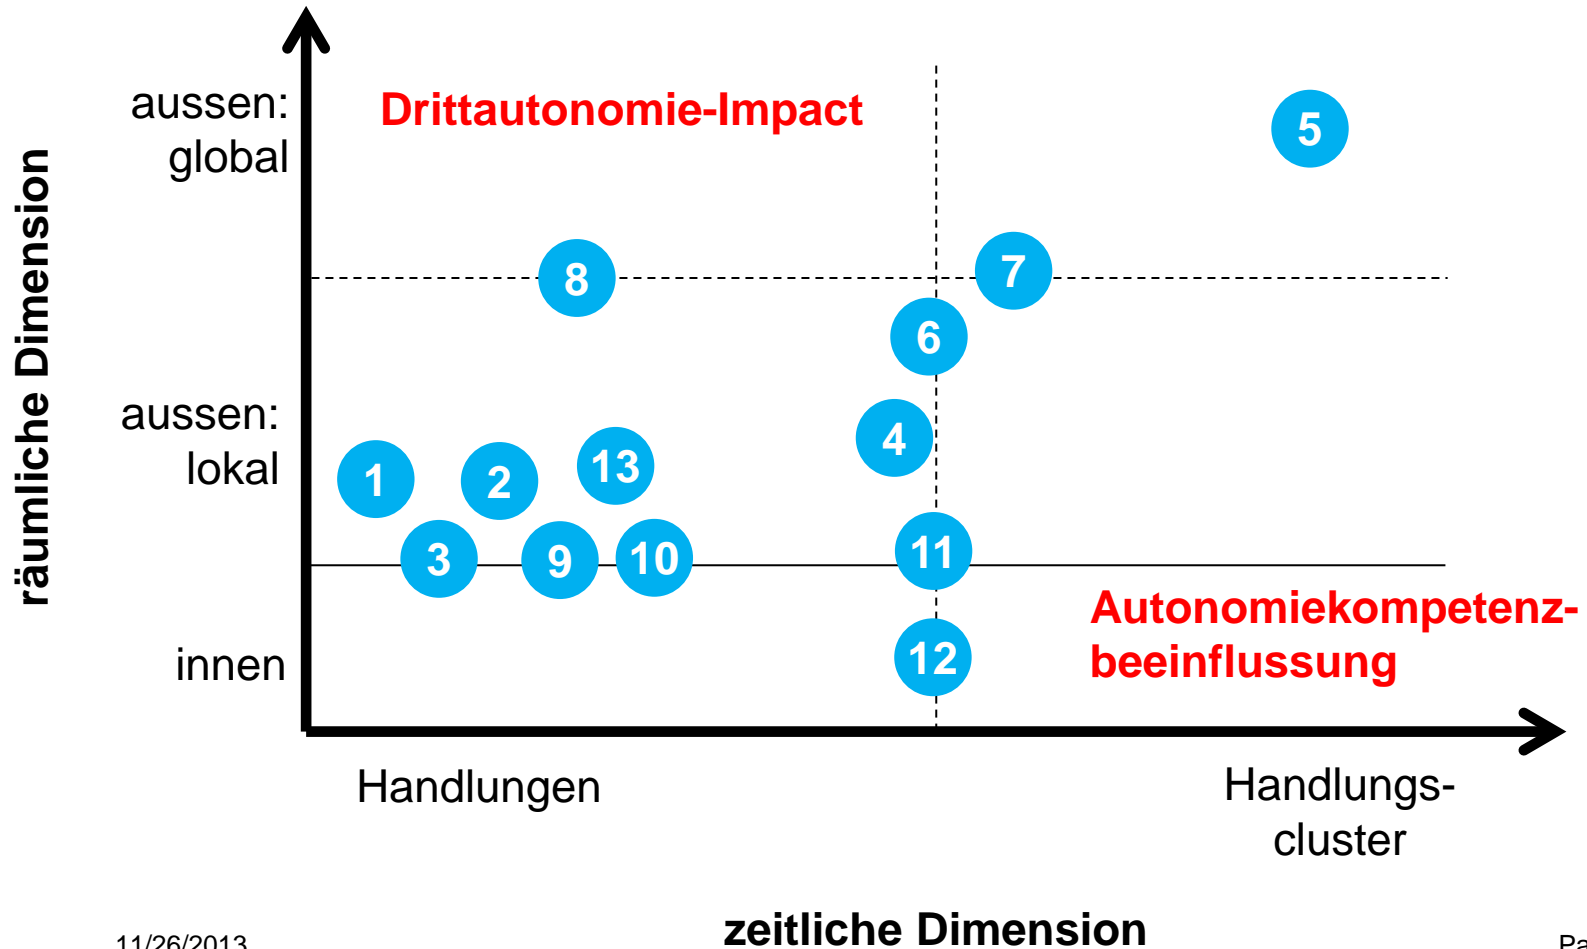 aussen:
global
Drittautonomie-Impact
5
8
7
6
räumliche Dimension
aussen:
lokal
4
1
2
13
3
9
10
11
innen
12
Autonomiekompetenz-
beeinflussung
Handlungen
Handlungs-
cluster
zeitliche Dimension
11/26/2013
Pa